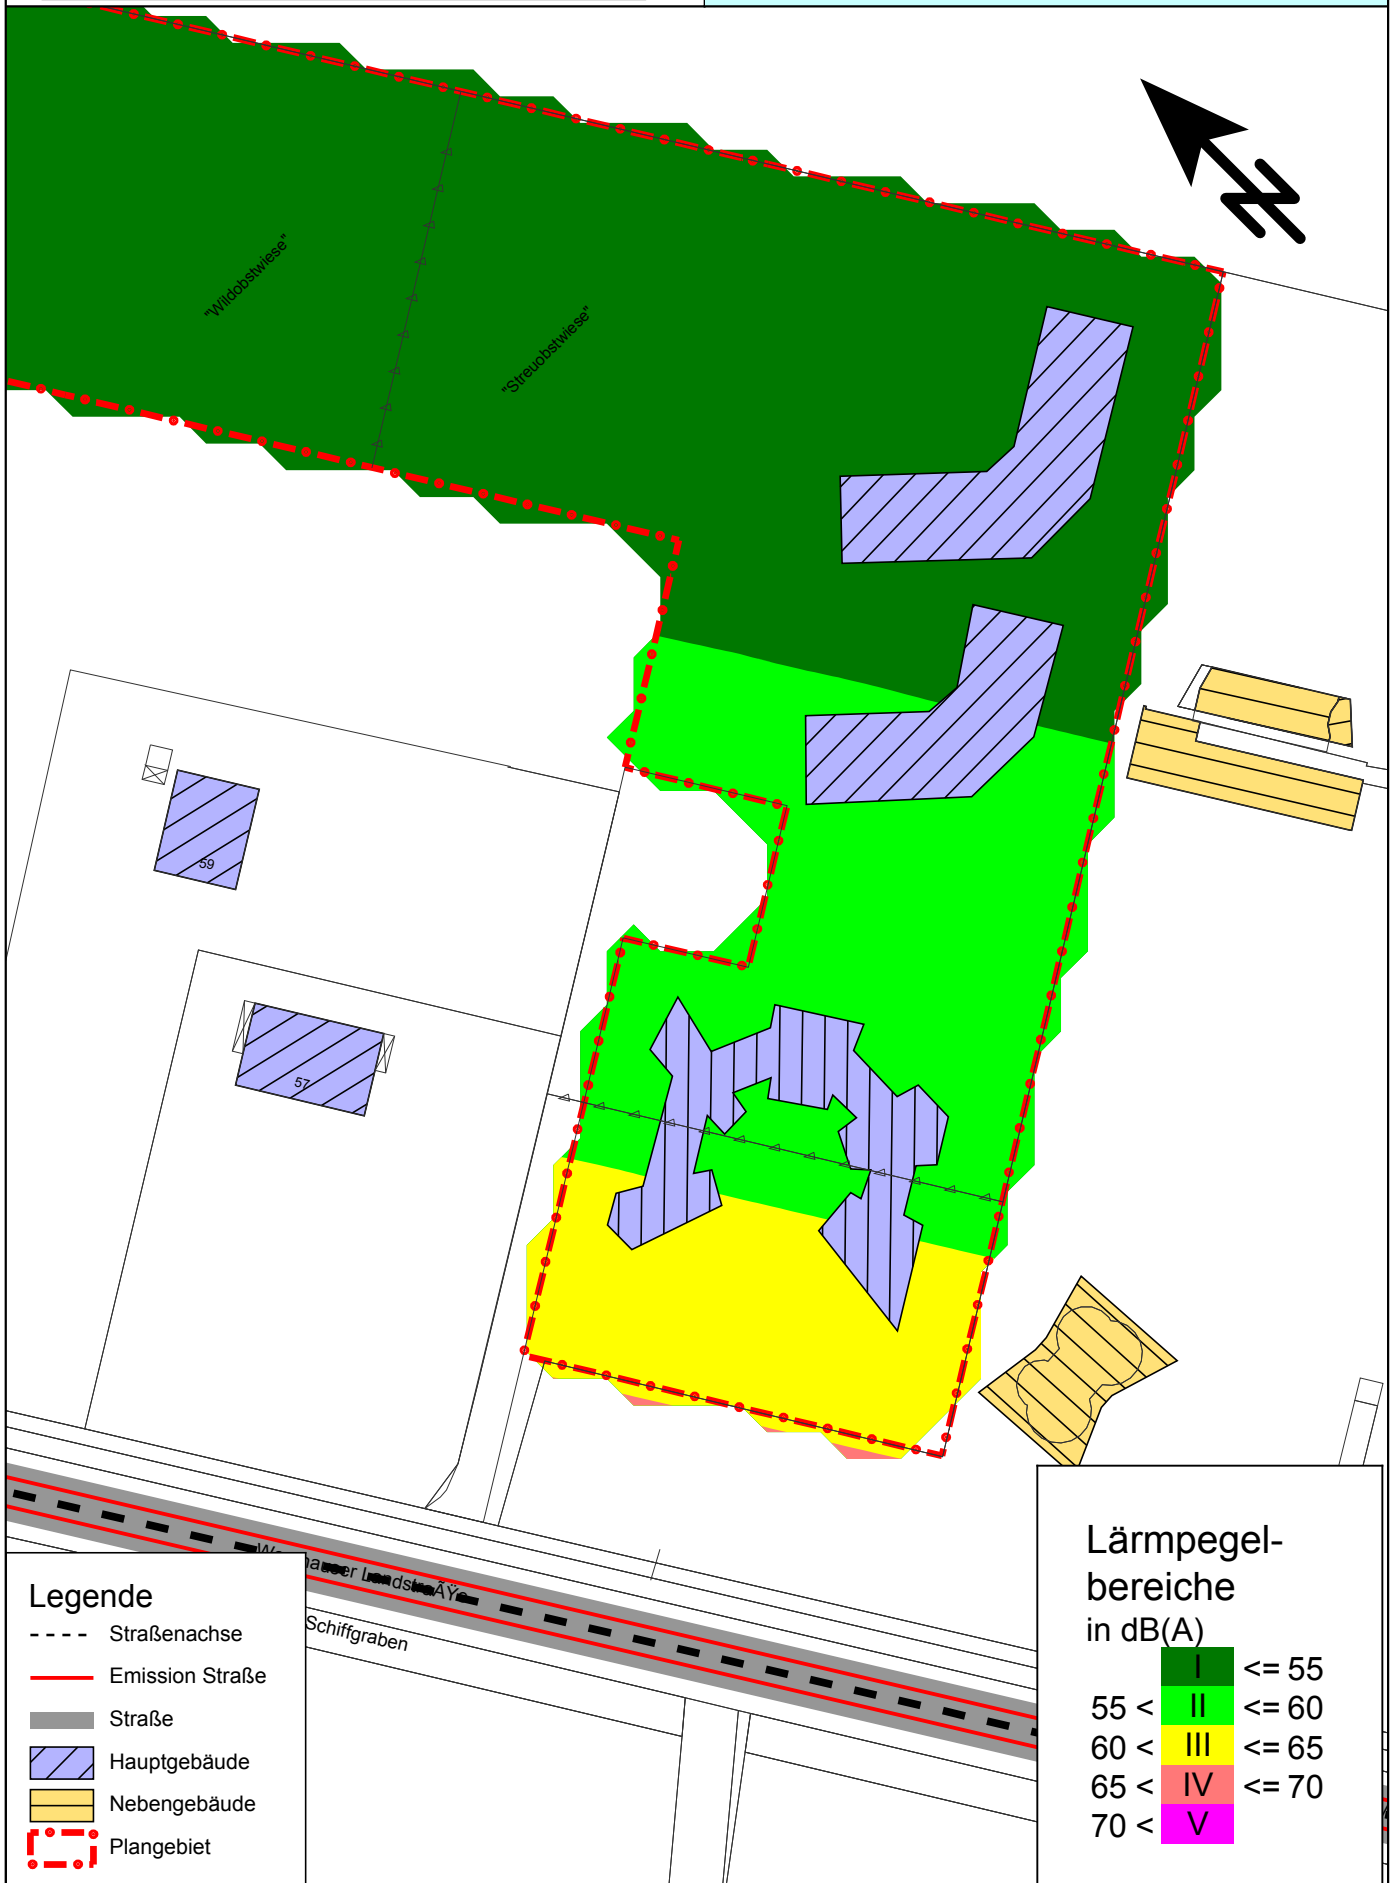 "Wildobstwiese"
"Streuobstwiese"
59
57
LandstraÃŸe
Schiffgraben
Legende
Straßenachse
Emission Straße
Straße
Hauptgebäude
Nebengebäude
Plangebiet
Lärmpegel-
bereiche
in dB(A)
I <= 55
55 < II <= 60
60 < III <= 65
65 < IV <= 70
70 < V